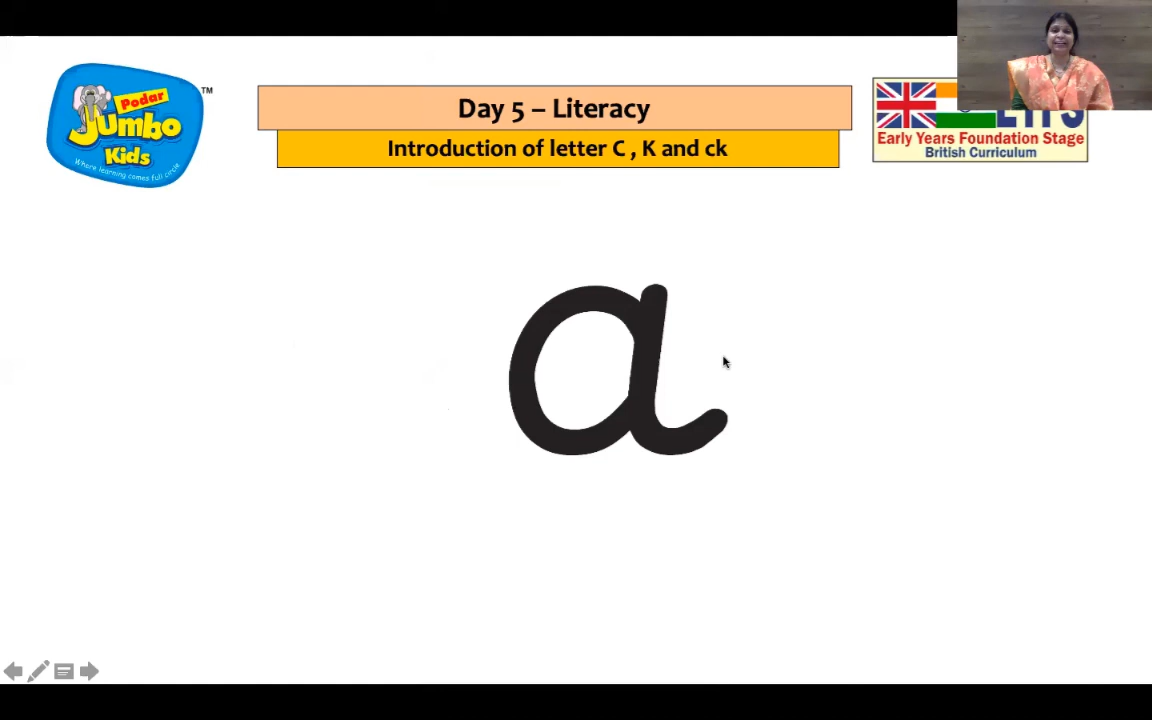 Podar
Jumbo
Kids
Where learning comes full circle
TM
Day 5 – Literacy
Introduction of letter C , K and ck
Early Years Foundation Stage
British Curriculum
a